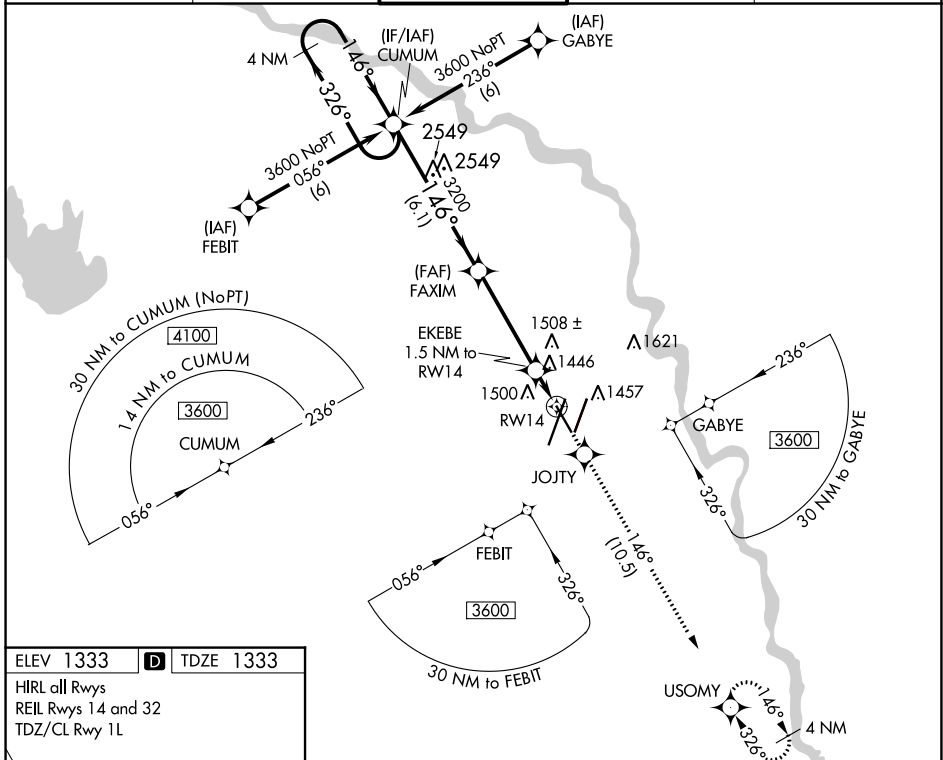 (IAF)
GABYE
(IF/IAF)
CUMUM
4 NM
146°
326°
3600 NoPT
236°
(6)
2549
2549
3600 NoPT
056°
(6)
3200
146°
(6.1)
(IAF)
FEBIT
(FAF)
FAXIM
30 NM to CUMUM (NoPT)
4100
14 NM to CUMUM
3600
CUMUM
236°
056°
EKEBE
1.5 NM to
RW14
1508 ±
1446
1621
1500
1457
RW14
JOJTY
236°
GABYE
3600
326°
30 NM to GABYE
056°
FEBIT
326°
3600
30 NM to FEBIT
146°
(10.5)
USOMY
146°
326°
4 NM
ELEV 1333 D TDZE 1333
HIRL all Rwys
REIL Rwys 14 and 32
TDZ/CL Rwy 1L